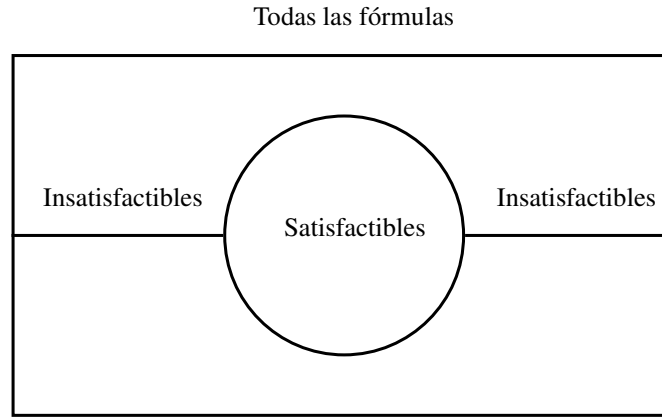 Todas las fórmulas
Insatisfactibles
Insatisfactibles
Satisfactibles